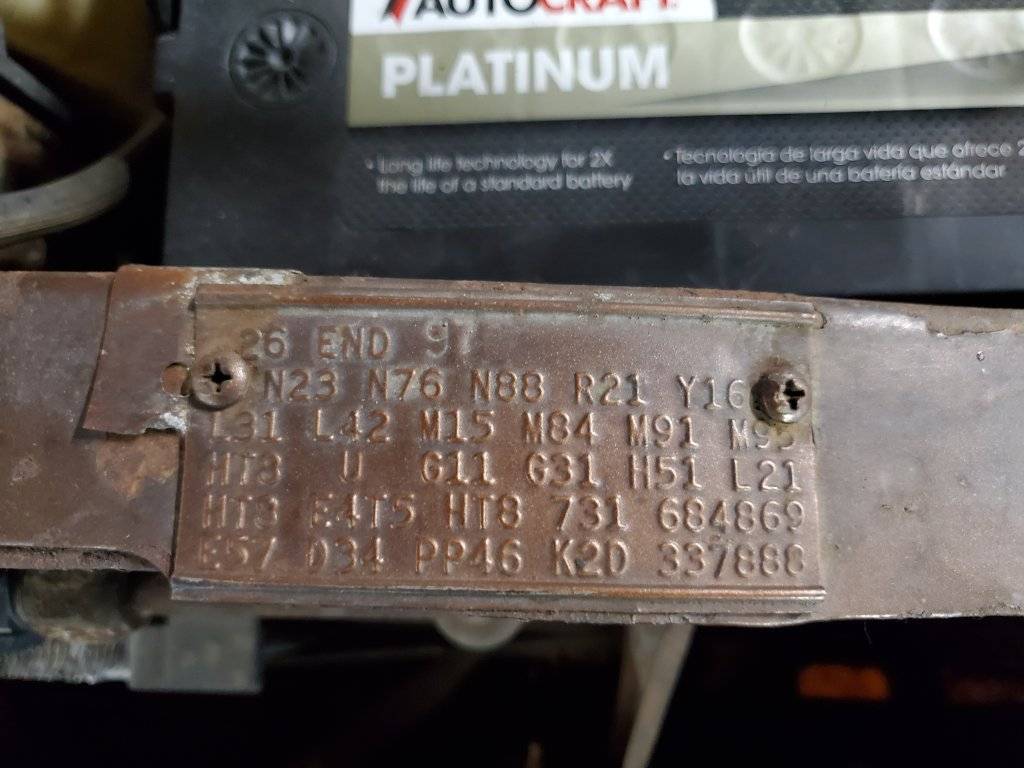 AUTOCRAFT
PLATINUM
• Long life technology for 2X
the life of a standard battery
• Tecnología de larga vida que ofrece 2
la vida útil de una batería estándar
26 END
N23 N76 N88 R21 Y16
L31 L42 M15 M84 M91
HT8 U G11 G31 H51 L21
HT8 E4T5 HT8 731 684869
E57 D34 PP46 K2D 337888